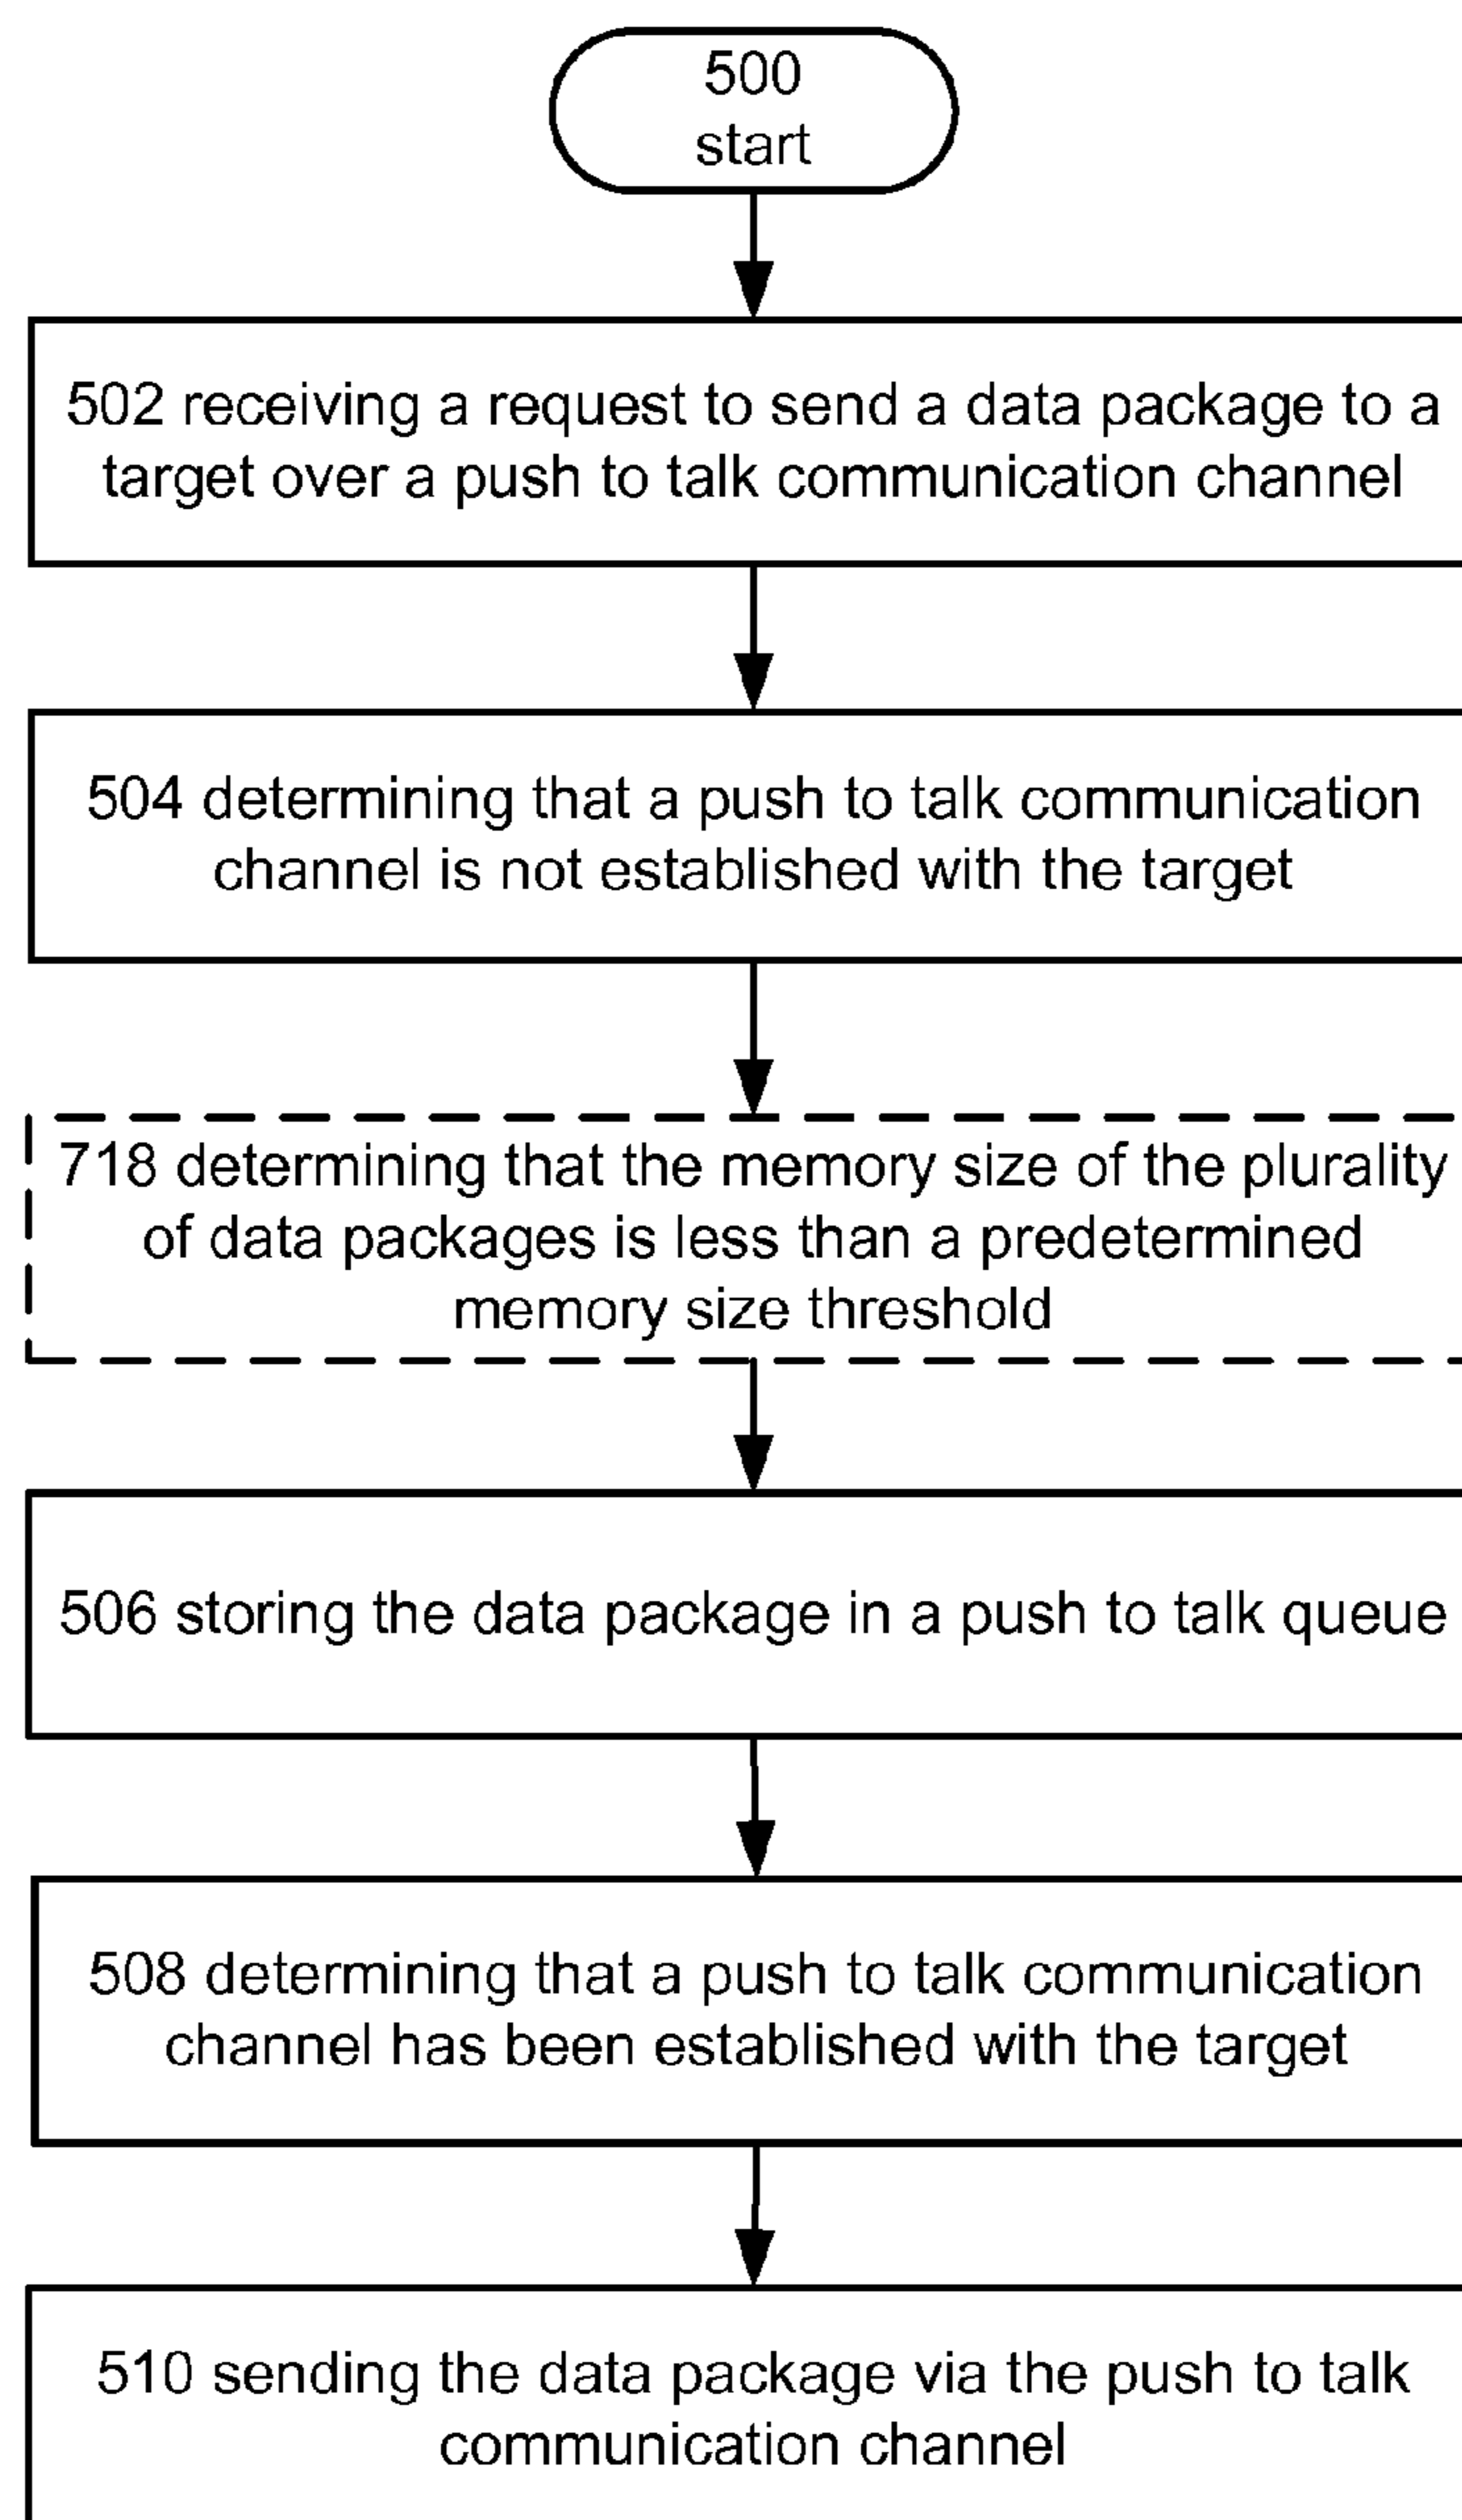 500
start
502 receiving a request to send a data package to a
target over a push to talk communication channel
504 determining that a push to talk communication
channel is not established with the target
718 determining that the memory size of the plurality
of data packages is less than a predetermined
memory size threshold
506 storing the data package in a push to talk queue
508 determining that a push to talk communication
channel has been established with the target
510 sending the data package via the push to talk
communication channel